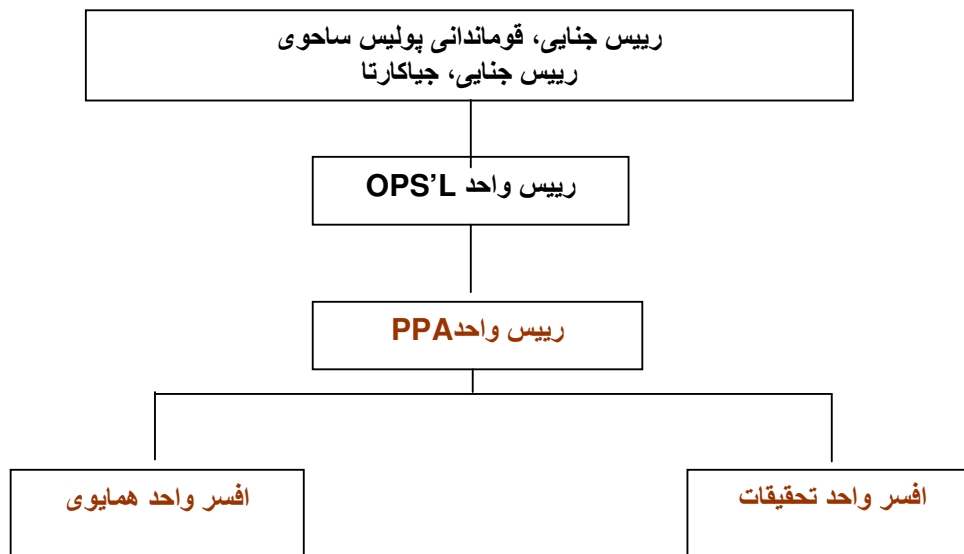 رییس جنایی، قوماندانی پولیس ساحوی
رییس جنایی، جیاکارتا
رییس واحد OPS’L
رییس واحدPPA
افسر واحد تحقیقات
افسر واحد همایوی